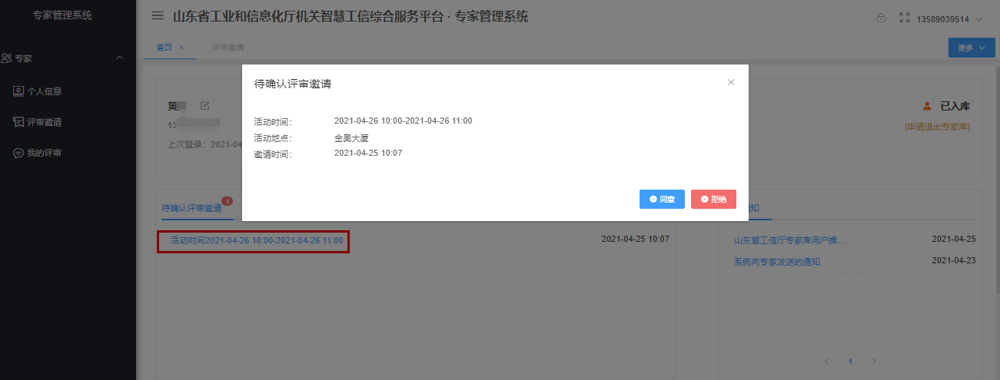 专家管理系统
山东省工业和信息化厅机关智慧工信综合服务平台 · 专家管理系统
13589039514
专家
首页 ×
评审邀请
更多
个人信息
评审邀请
我的评审
待确认评审邀请
活动时间： 2021-04-26 10:00-2021-04-26 11:00
活动地点： 金奥大厦
邀请时间： 2021-04-25 10:07
同意
拒绝
黄
13
上次登录：2021-04
已入库
[申请退出专家库]
待确认评审邀请 1
活动时间2021-04-26 10:00-2021-04-26 11:00
2021-04-25 10:07
知
山东省工信厅专家库用户操...
2021-04-25
系统向专家发送的通知
2021-04-23
1